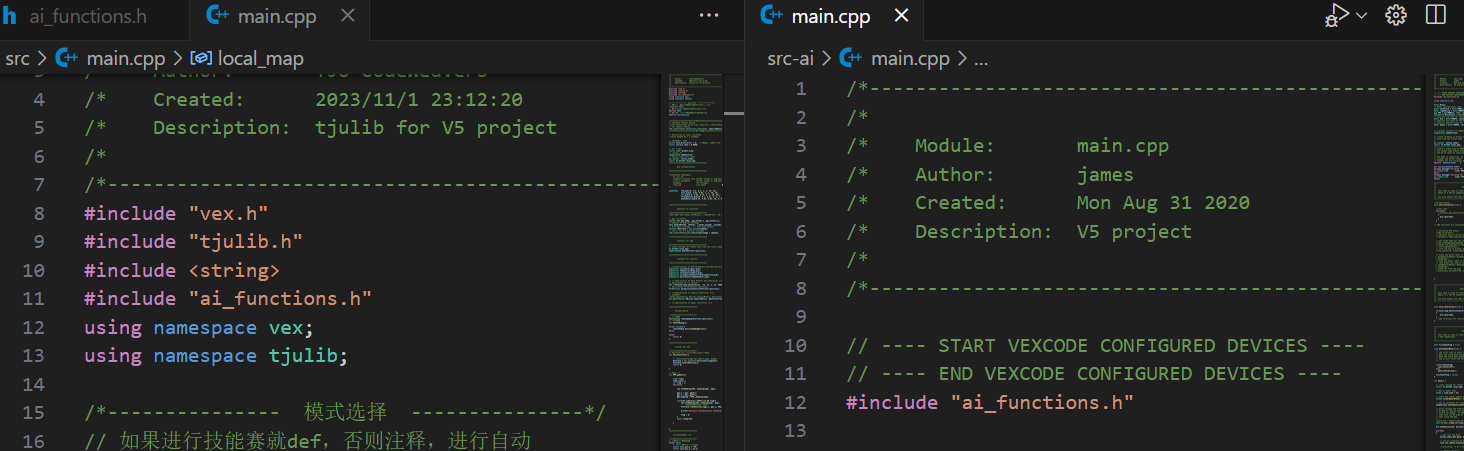 ai_functions.h
main.cpp
src > main.cpp > local_map
4 /* Created: 2023/11/1 23:12:20
5 /* Description: tjulib for V5 project
6 /*
7 /*-----------------------------------------------
8 #include "vex.h"
9 #include "tjulib.h"
10 #include <string>
11 #include "ai_functions.h"
12 using namespace vex;
13 using namespace tjulib;
14
15 /*--------------- 模式选择 ---------------*/
16 // 如果进行技能赛就def，否则注释，进行自动
main.cpp
src-ai > main.cpp > ...
1 /*-----------------------------------------------
2 /*
3 /* Module: main.cpp
4 /* Author: james
5 /* Created: Mon Aug 31 2020
6 /* Description: V5 project
7 /*
8 /*-----------------------------------------------
9
10 // ---- START VEXCODE CONFIGURED DEVICES ----
11 // ---- END VEXCODE CONFIGURED DEVICES ----
12 #include "ai_functions.h"
13